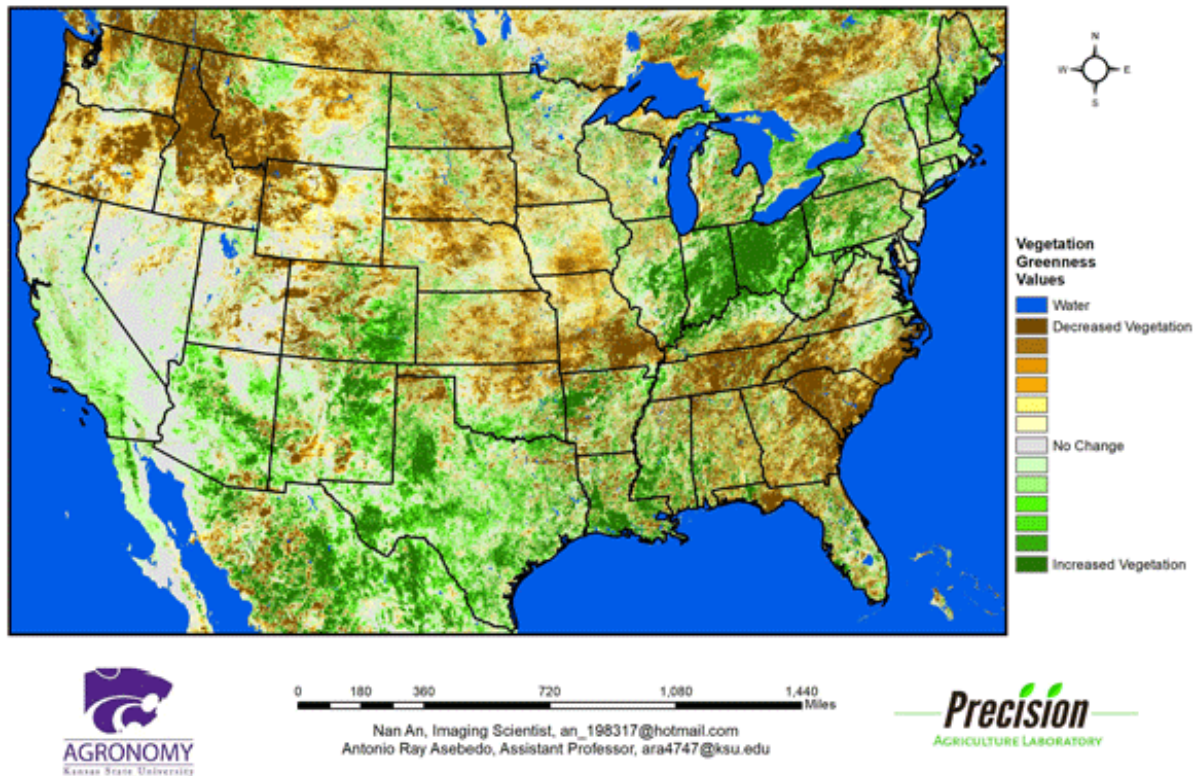 N
W E
S
Vegetation
Greenness
Values
Water
Decreased Vegetation
No Change
Increased Vegetation
0 180 360 720 1,080 1,440
Miles
Nan An, Imaging Scientist, an_198317@hotmail.com
Antonio Ray Asebedo, Assistant Professor, ara4747@ksu.edu
AGRONOMY
Kansas State University
Precision
AGRICULTURE LABORATORY